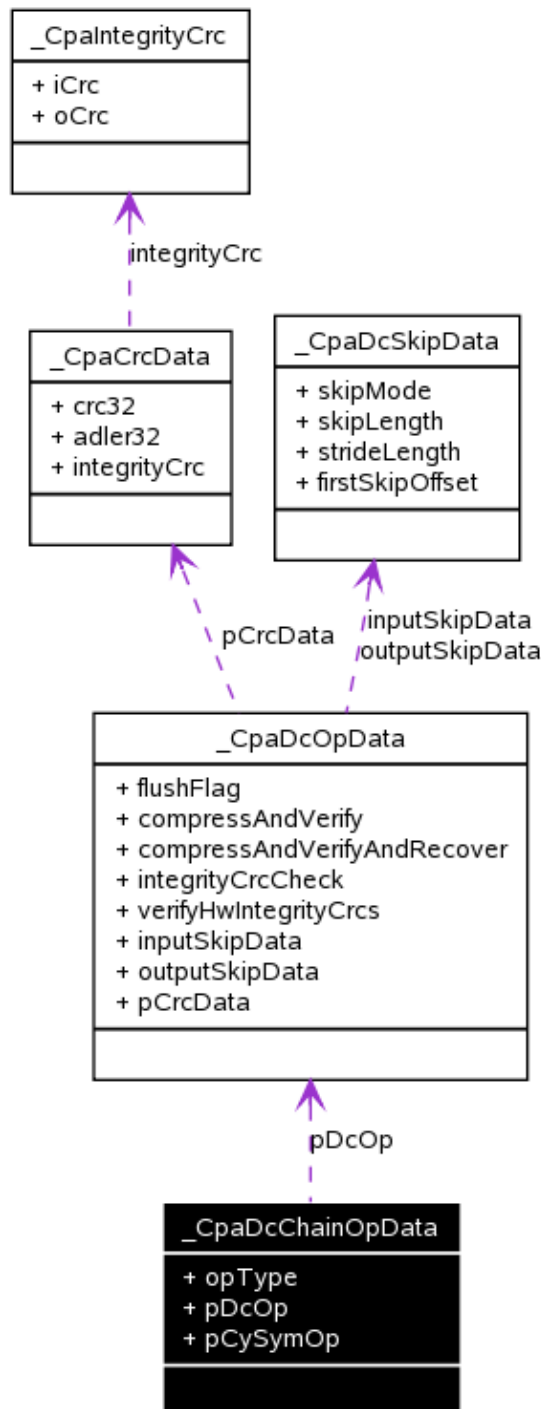 _CpaIntegrityCrc
+ iCrc
+ oCrc
integrityCrc
_CpaCrcData
+ crc32
+ adler32
+ integrityCrc
_CpaDcSkipData
+ skipMode
+ skipLength
+ strideLength
+ firstSkipOffset
pCrcData
inputSkipData
outputSkipData
_CpaDcOpData
+ flushFlag
+ compressAndVerify
+ compressAndVerifyAndRecover
+ integrityCrcCheck
+ verifyHwIntegrityCrcs
+ inputSkipData
+ outputSkipData
+ pCrcData
pDcOp
_CpaDcChainOpData
+ opType
+ pDcOp
+ pCySymOp